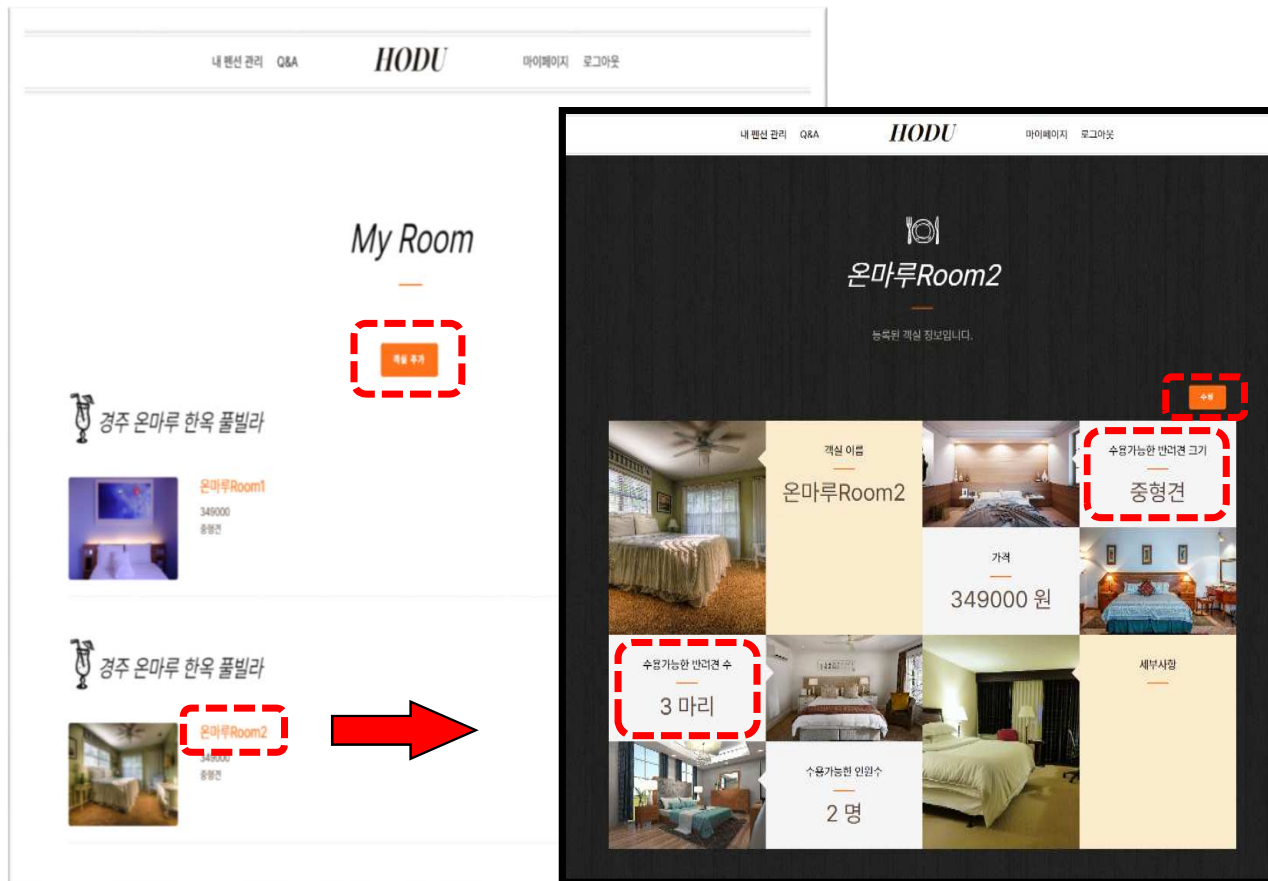 내 펜션 관리 Q&A HODU 마이페이지 로그아웃
My Room
객실 추가
경주 온마루 한옥 풀빌라
온마루Room1
349000
중형견
경주 온마루 한옥 풀빌라
온마루Room2
349000
중형견
내 펜션 관리 Q&A HODU 마이페이지 로그아웃
온마루Room2
등록된 객실 정보입니다.
수정
객실 이름
온마루Room2
수용가능한 반려견 크기
중형견
가격
349000 원
수용가능한 반려견 수
3 마리
세부사항
수용가능한 인원수
2 명